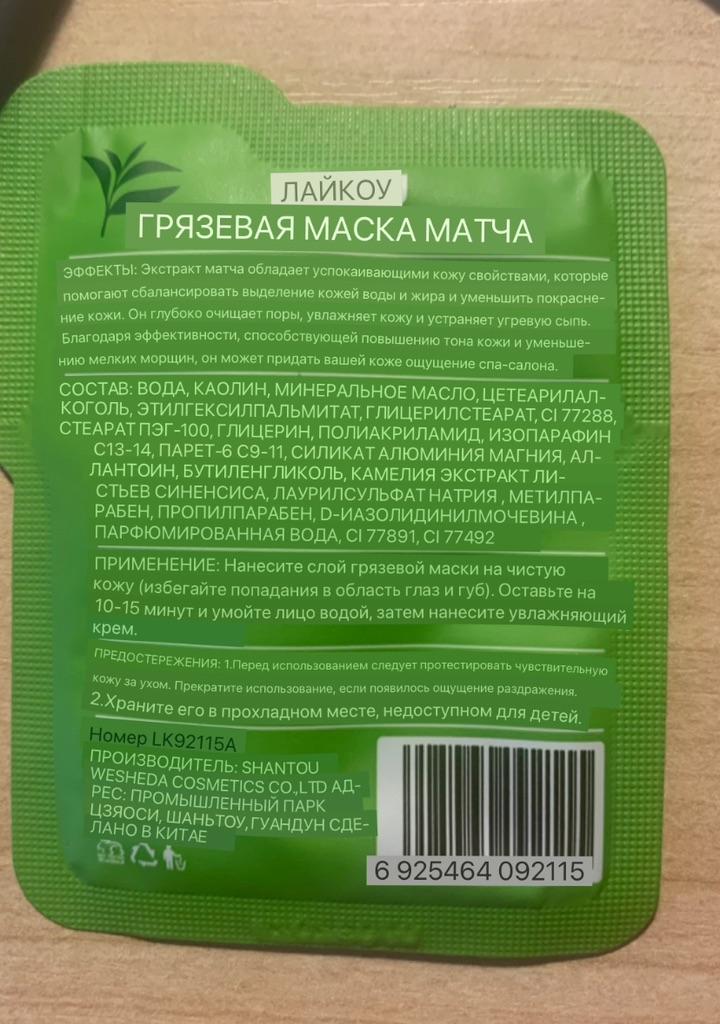 ЛАЙКОУ
ГРЯЗЕВАЯ МАСКА МАТЧА
ЭФФЕКТЫ: Экстракт матча обладает успокаивающими кожу свойствами, которые
помогают сбалансировать выделение кожей воды и жира и уменьшить покрасне-
ние кожи. Он глубоко очищает поры, увлажняет кожу и устраняет угревую сыпь.
Благодаря эффективности, способствующей повышению тона кожи и уменьше-
нию мелких морщин, он может придать вашей коже ощущение спа-салона.
СОСТАВ: ВОДА, КАОЛИН, МИНЕРАЛЬНОЕ МАСЛО, ЦЕТЕАРИЛАЛ-
КОГОЛЬ, ЭТИЛГЕКСИЛПАЛЬМИТАТ, ГЛИЦЕРИЛСТЕАРАТ, CI 77288,
СТЕАРАТ ПЭГ-100, ГЛИЦЕРИН, ПОЛИАКРИЛАМИД, ИЗОПАРАФИН
C13-14, ПАРЕТ-6 C9-11, СИЛИКАТ АЛЮМИНИЯ МАГНИЯ, АЛ-
ЛАНТОИН, БУТИЛЕНГЛИКОЛЬ, КАМЕЛИЯ ЭКСТРАКТ ЛИ-
СТЬЕВ СИНЕНСИСА, ЛАУРИЛСУЛЬФАТ НАТРИЯ , МЕТИЛПА-
РАБЕН, ПРОПИЛПАРАБЕН, D-ИАЗОЛИДИНИЛМОЧЕВИНА ,
ПАРФЮМИРОВАННАЯ ВОДА, CI 77891, CI 77492
ПРИМЕНЕНИЕ: Нанесите слой грязевой маски на чистую
кожу (избегайте попадания в область глаз и губ). Оставьте на
10-15 минут и умойте лицо водой, затем нанесите увлажняющий
крем.
ПРЕДОСТЕРЕЖЕНИЯ: 1.Перед использованием следует протестировать чувствительную
кожу за ухом. Прекратите использование, если появилось ощущение раздражения.
2.Храните его в прохладном месте, недоступном для детей.
Номер LK92115A
ПРОИЗВОДИТЕЛЬ: SHANTOU
WESHEDA COSMETICS CO.,LTD АД-
РЕС: ПРОМЫШЛЕННЫЙ ПАРК
ЦЗЯОСИ, ШАНЬТОУ, ГУАНДУН СДЕ-
ЛАНО В КИТАЕ
6 925464 092115